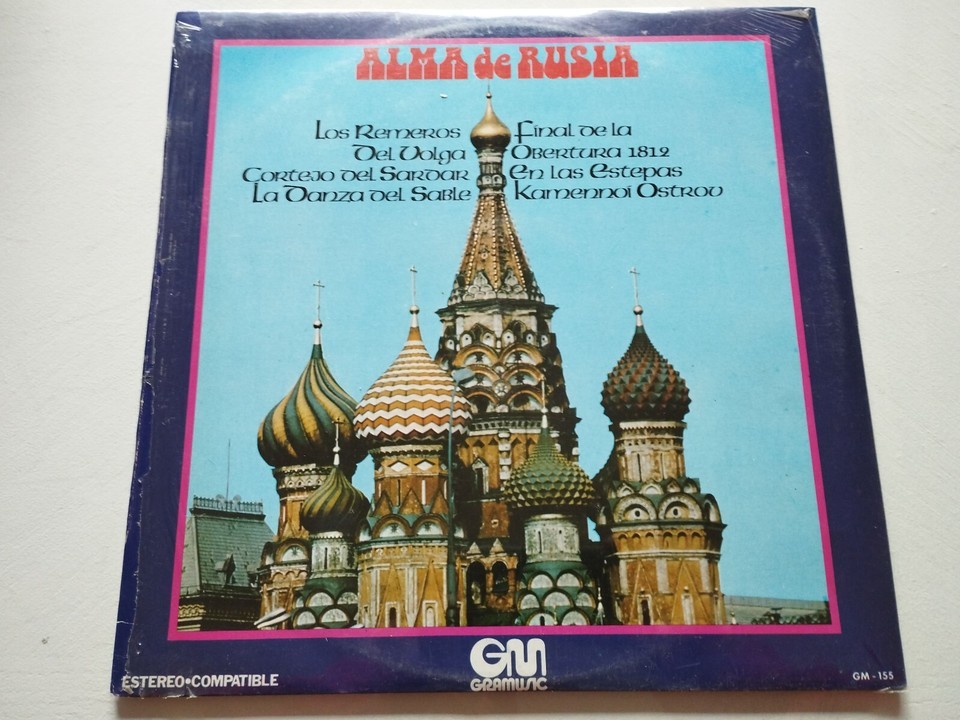 ALMA de RUSIA
Los Remeros
Del Volga
Cortejo del Sardar
La Danza del Sable
Final de la
Obertura 1812
En las Estepas
Kamennoi Ostrov
GM
GRAMUSIC
ESTEREO•COMPATIBLE
GM - 155